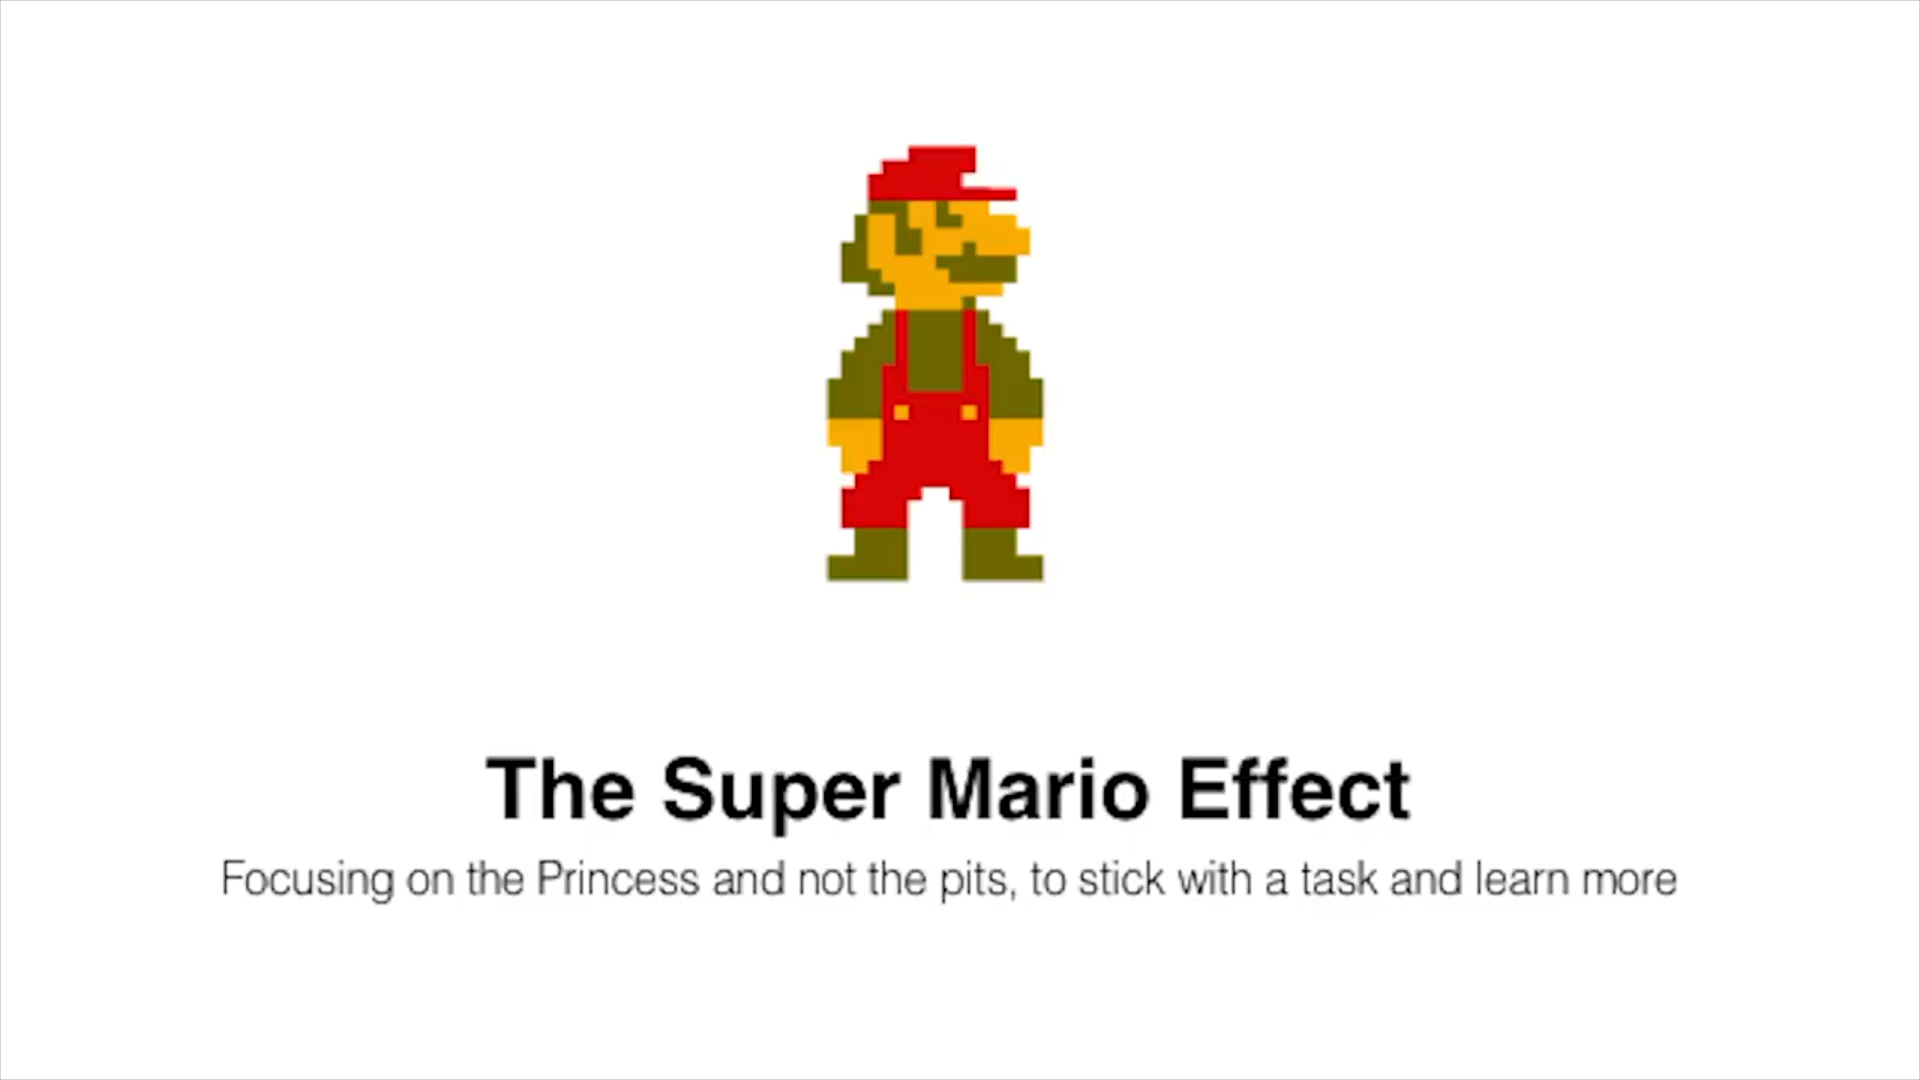 The Super Mario Effect
Focusing on the Princess and not the pits, to stick with a task and learn more